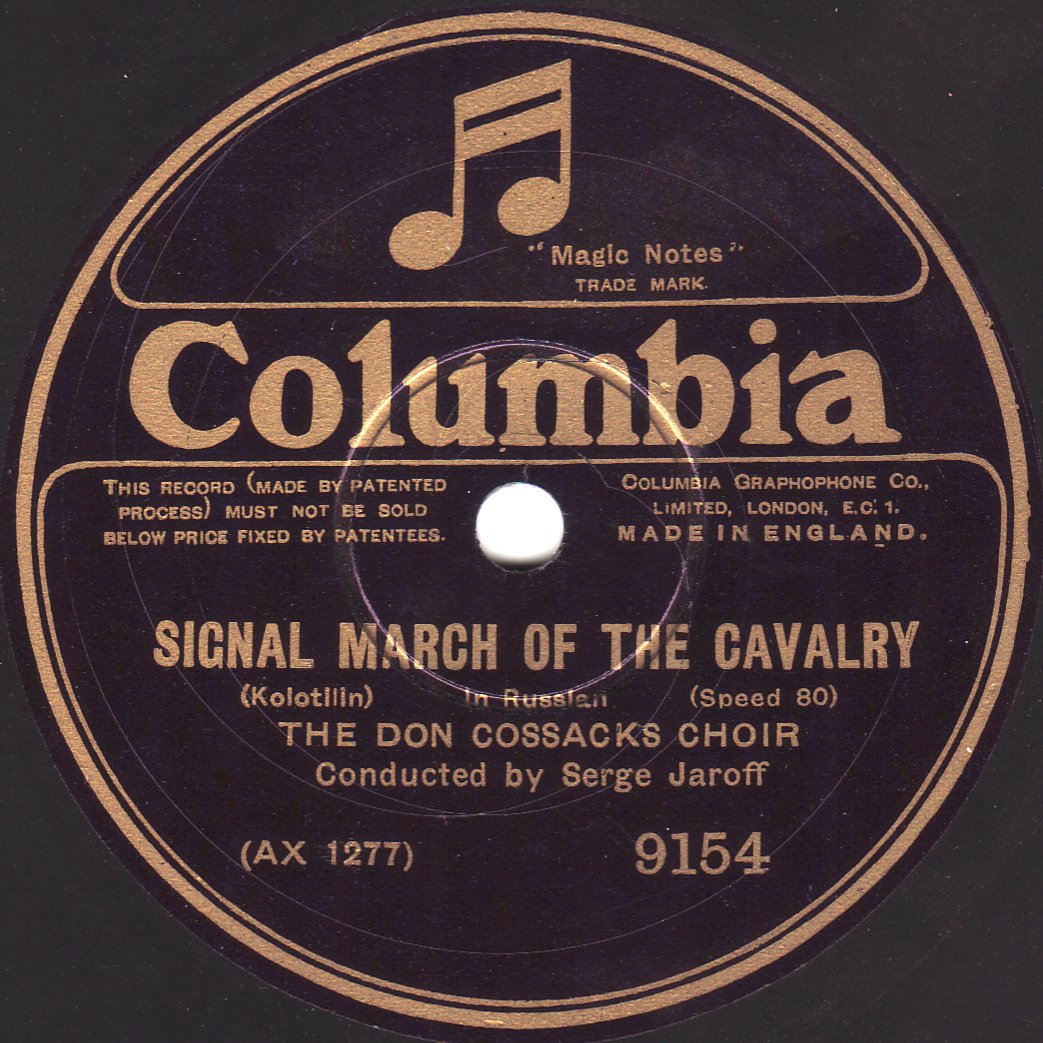 "Magic Notes"
TRADE MARK.
Columbia
THIS RECORD (MADE BY PATENTED
PROCESS) MUST NOT BE SOLD
BELOW PRICE FIXED BY PATENTEES.
COLUMBIA GRAPHOPHONE CO.,
LIMITED, LONDON, E.C. 1.
MADE IN ENGLAND.
SIGNAL MARCH OF THE CAVALRY
(Kolotilin) In Russian (Speed 80)
THE DON COSSACKS CHOIR
Conducted by Serge Jaroff
(AX 1277) 9154